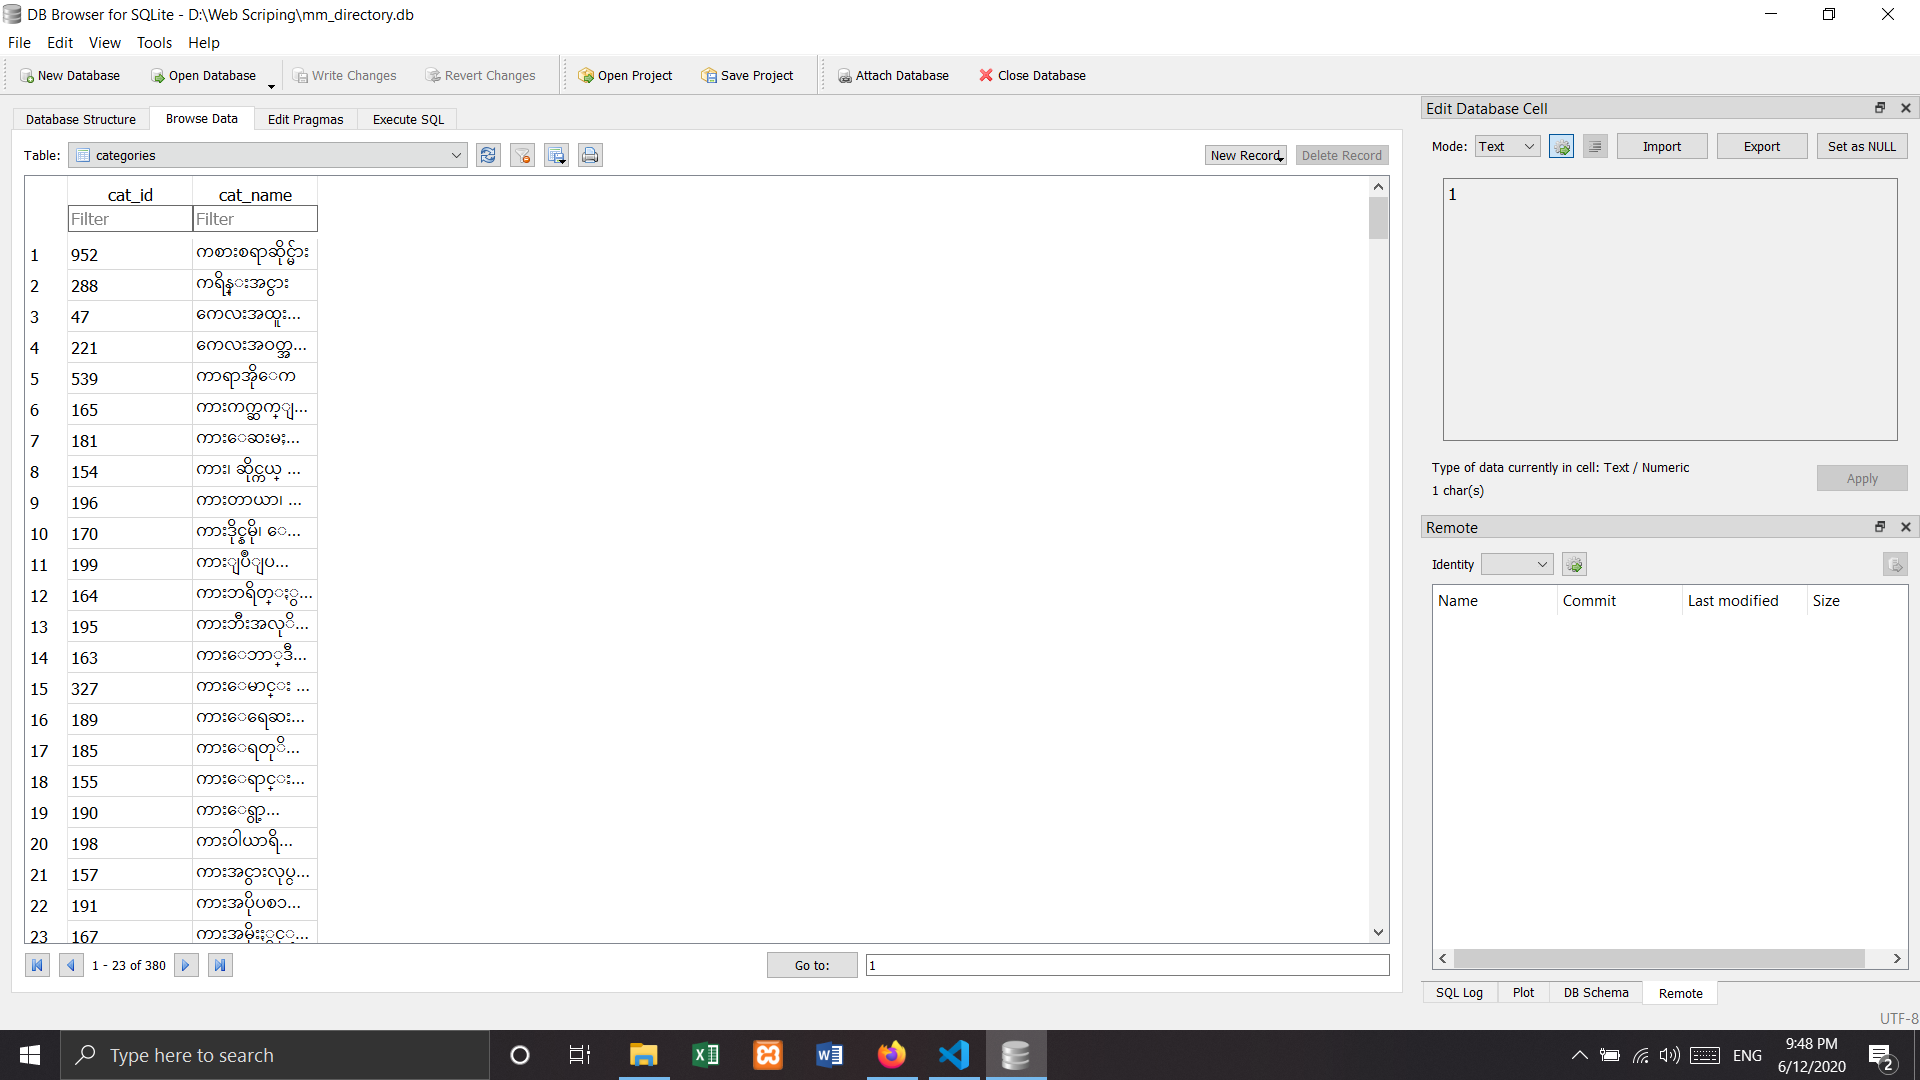 DB Browser for SQLite - D:\Web Scriping\mm_directory.db
File Edit View Tools Help
New Database Open Database Write Changes Revert Changes Open Project Save Project Attach Database Close Database
Database Structure Browse Data Edit Pragmas Execute SQL
Table: categories New Record Delete Record
cat_id cat_name
Filter Filter
1 952 ကစားစရာဆိုင္မ်ား
2 288 ကရိန္းအငွား
3 47 ကေလးအထူး...
4 221 ကေလးအဝတ္အ...
5 539 ကာရာအိုေက
6 165 ကားကက္ဆက္ျ...
7 181 ကားေဆးမႈ...
8 154 ကား၊ ဆိုင္ကယ္ ...
9 196 ကားတာယာ၊ ...
10 170 ကားဒိုင္နမို၊ ေ...
11 199 ကားျပဳျပ...
12 164 ကားဘရိတ္ႏွ...
13 195 ကားဘီးအလုိ...
14 163 ကားေဘာ္ဒီ...
15 327 ကားေမာင္း ...
16 189 ကားေရေဆး...
17 185 ကားေရတုိ...
18 155 ကားေရာင္း...
19 190 ကားေရွ႕...
20 198 ကားဝါယာရိ...
21 157 ကားအငွားလုပ္င...
22 191 ကားအပိုပစၥ...
23 167 ကားအမိုးႏွင့္...
1 - 23 of 380 Go to: 1
Edit Database Cell
Mode: Text Import Export Set as NULL
1
Type of data currently in cell: Text / Numeric
1 char(s)
Apply
Remote
Identity
Name Commit Last modified Size
SQL Log Plot DB Schema Remote
UTF-8
Type here to search
ENG
9:48 PM
6/12/2020
2